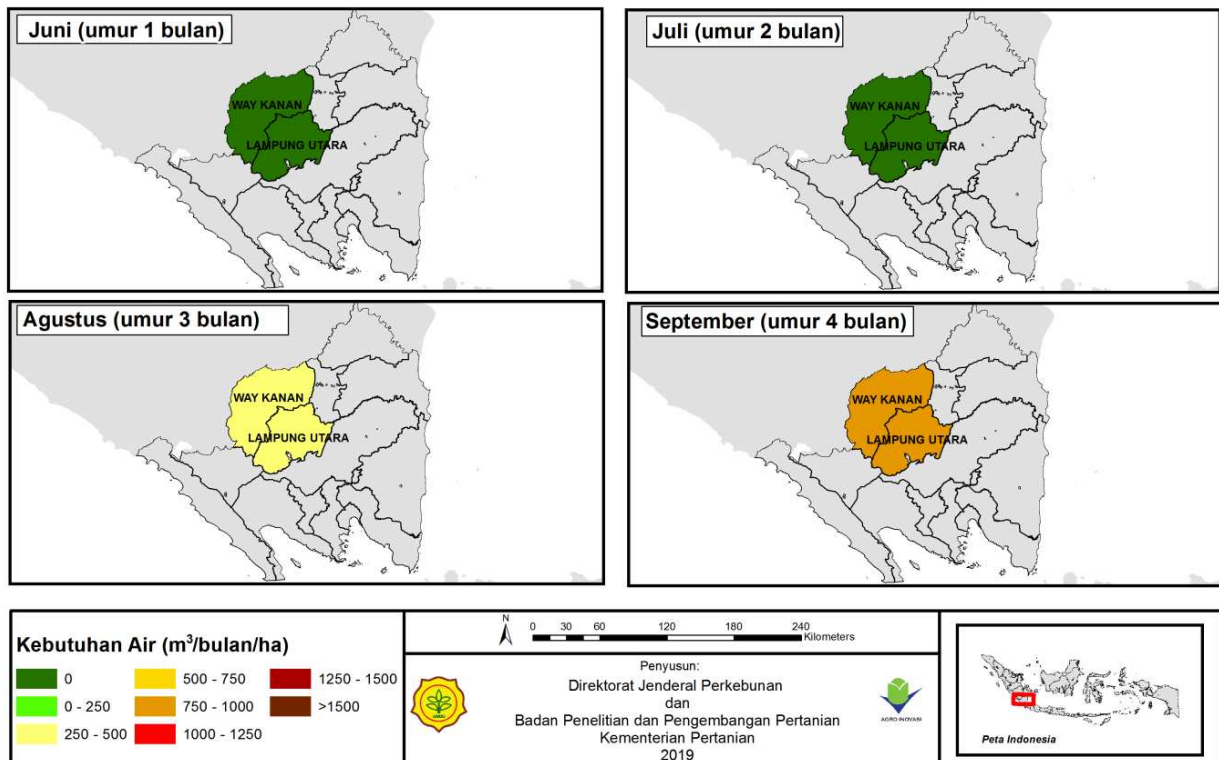 Juni (umur 1 bulan)
WAY KANAN
LAMPUNG UTARA
Juli (umur 2 bulan)
WAY KANAN
LAMPUNG UTARA
Agustus (umur 3 bulan)
WAY KANAN
LAMPUNG UTARA
September (umur 4 bulan)
WAY KANAN
LAMPUNG UTARA
Kebutuhan Air (m³/bulan/ha)
0
0 - 250
250 - 500
500 - 750
750 - 1000
1000 - 1250
1250 - 1500
>1500
N
0 30 60 120 180 240
Kilometers
Penyusun:
Direktorat Jenderal Perkebunan
dan
Badan Penelitian dan Pengembangan Pertanian
Kementerian Pertanian
2019
AGRO INOVASI
Peta Indonesia